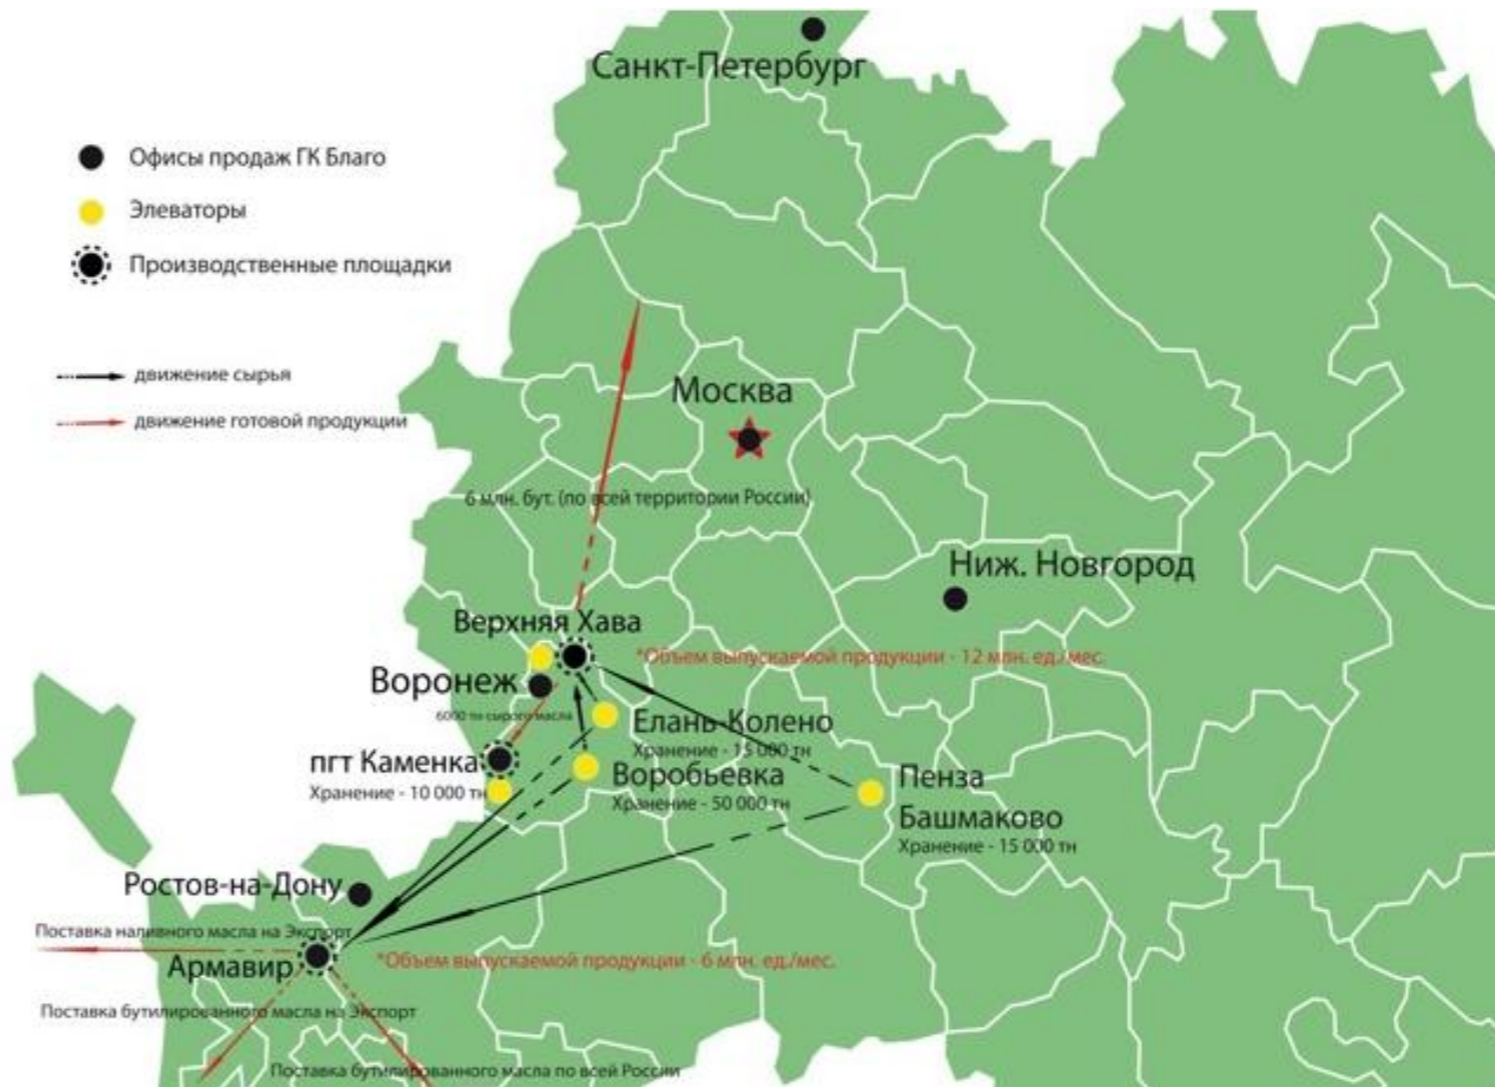 Санкт-Петербург
Офисы продаж ГК Благо
Элеваторы
Производственные площадки
движение сырья
движение готовой продукции
Москва
6 млн. бут. (по всей территории России)
Ниж. Новгород
Верхняя Хава
*Объем выпускаемой продукции - 12 млн. ед./мес.
Воронеж
6000 тн сырого масла
Елань-Колено
Хранение - 15 000 тн
пгт Каменка
Хранение - 10 000 тн
Воробьевка
Хранение - 50 000 тн
Пенза
Башмаково
Хранение - 15 000 тн
Ростов-на-Дону
Поставка наливного масла на Экспорт
Армавир
*Объем выпускаемой продукции - 6 млн. ед./мес.
Поставка бутилированного масла на Экспорт
Поставка бутилированного масла по всей России